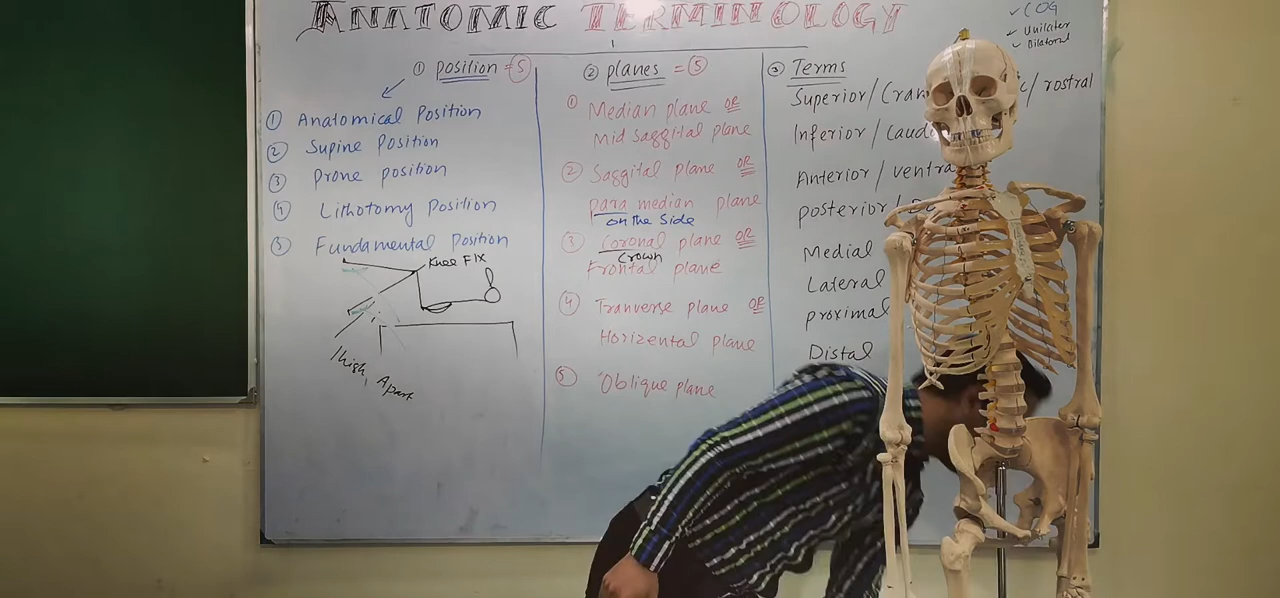 ANATOMIC TERMINOLOGY
✓ COG
✓ Unilater
✓ Bilateral
① position = ⑤
① Anatomical Position
② Supine Position
③ Prone position
④ Lithotomy Position
⑤ Fundamental Position
Knee FIX
Thigh Apart
② planes = ⑤
① Median plane OR
Mid saggital plane
② Saggital plane OR
para median plane
on the side
③ Coronal plane OR
Crown
Frontal plane
④ Tranverse plane OR
Horizental plane
⑤ Oblique plane
③ Terms
Superior / / rostral
Inferior /
Anterior /
posterior /
Medial
Lateral
proximal
Distal